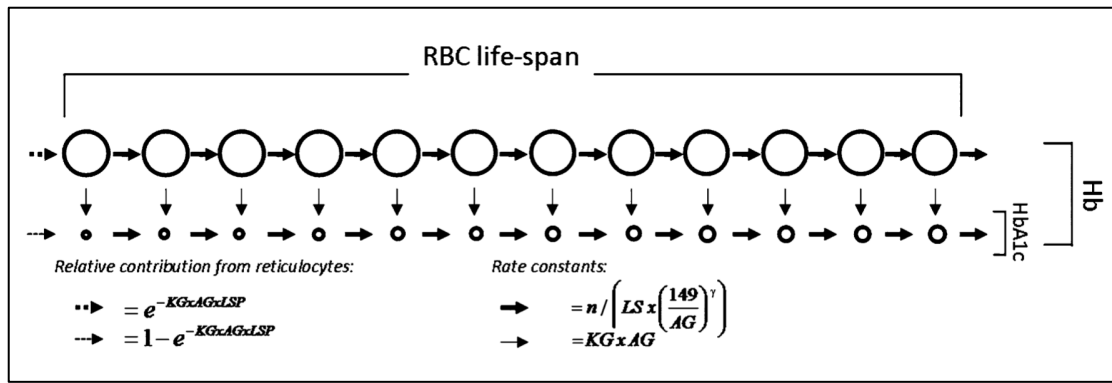 RBC life-span
Hb
HbA1c
Relative contribution from reticulocytes:
= e^{-KGxAGxLSP}
= 1 - e^{-KGxAGxLSP}
Rate constants:
= n / ( LS x ( 149 / AG )^γ )
= KG x AG